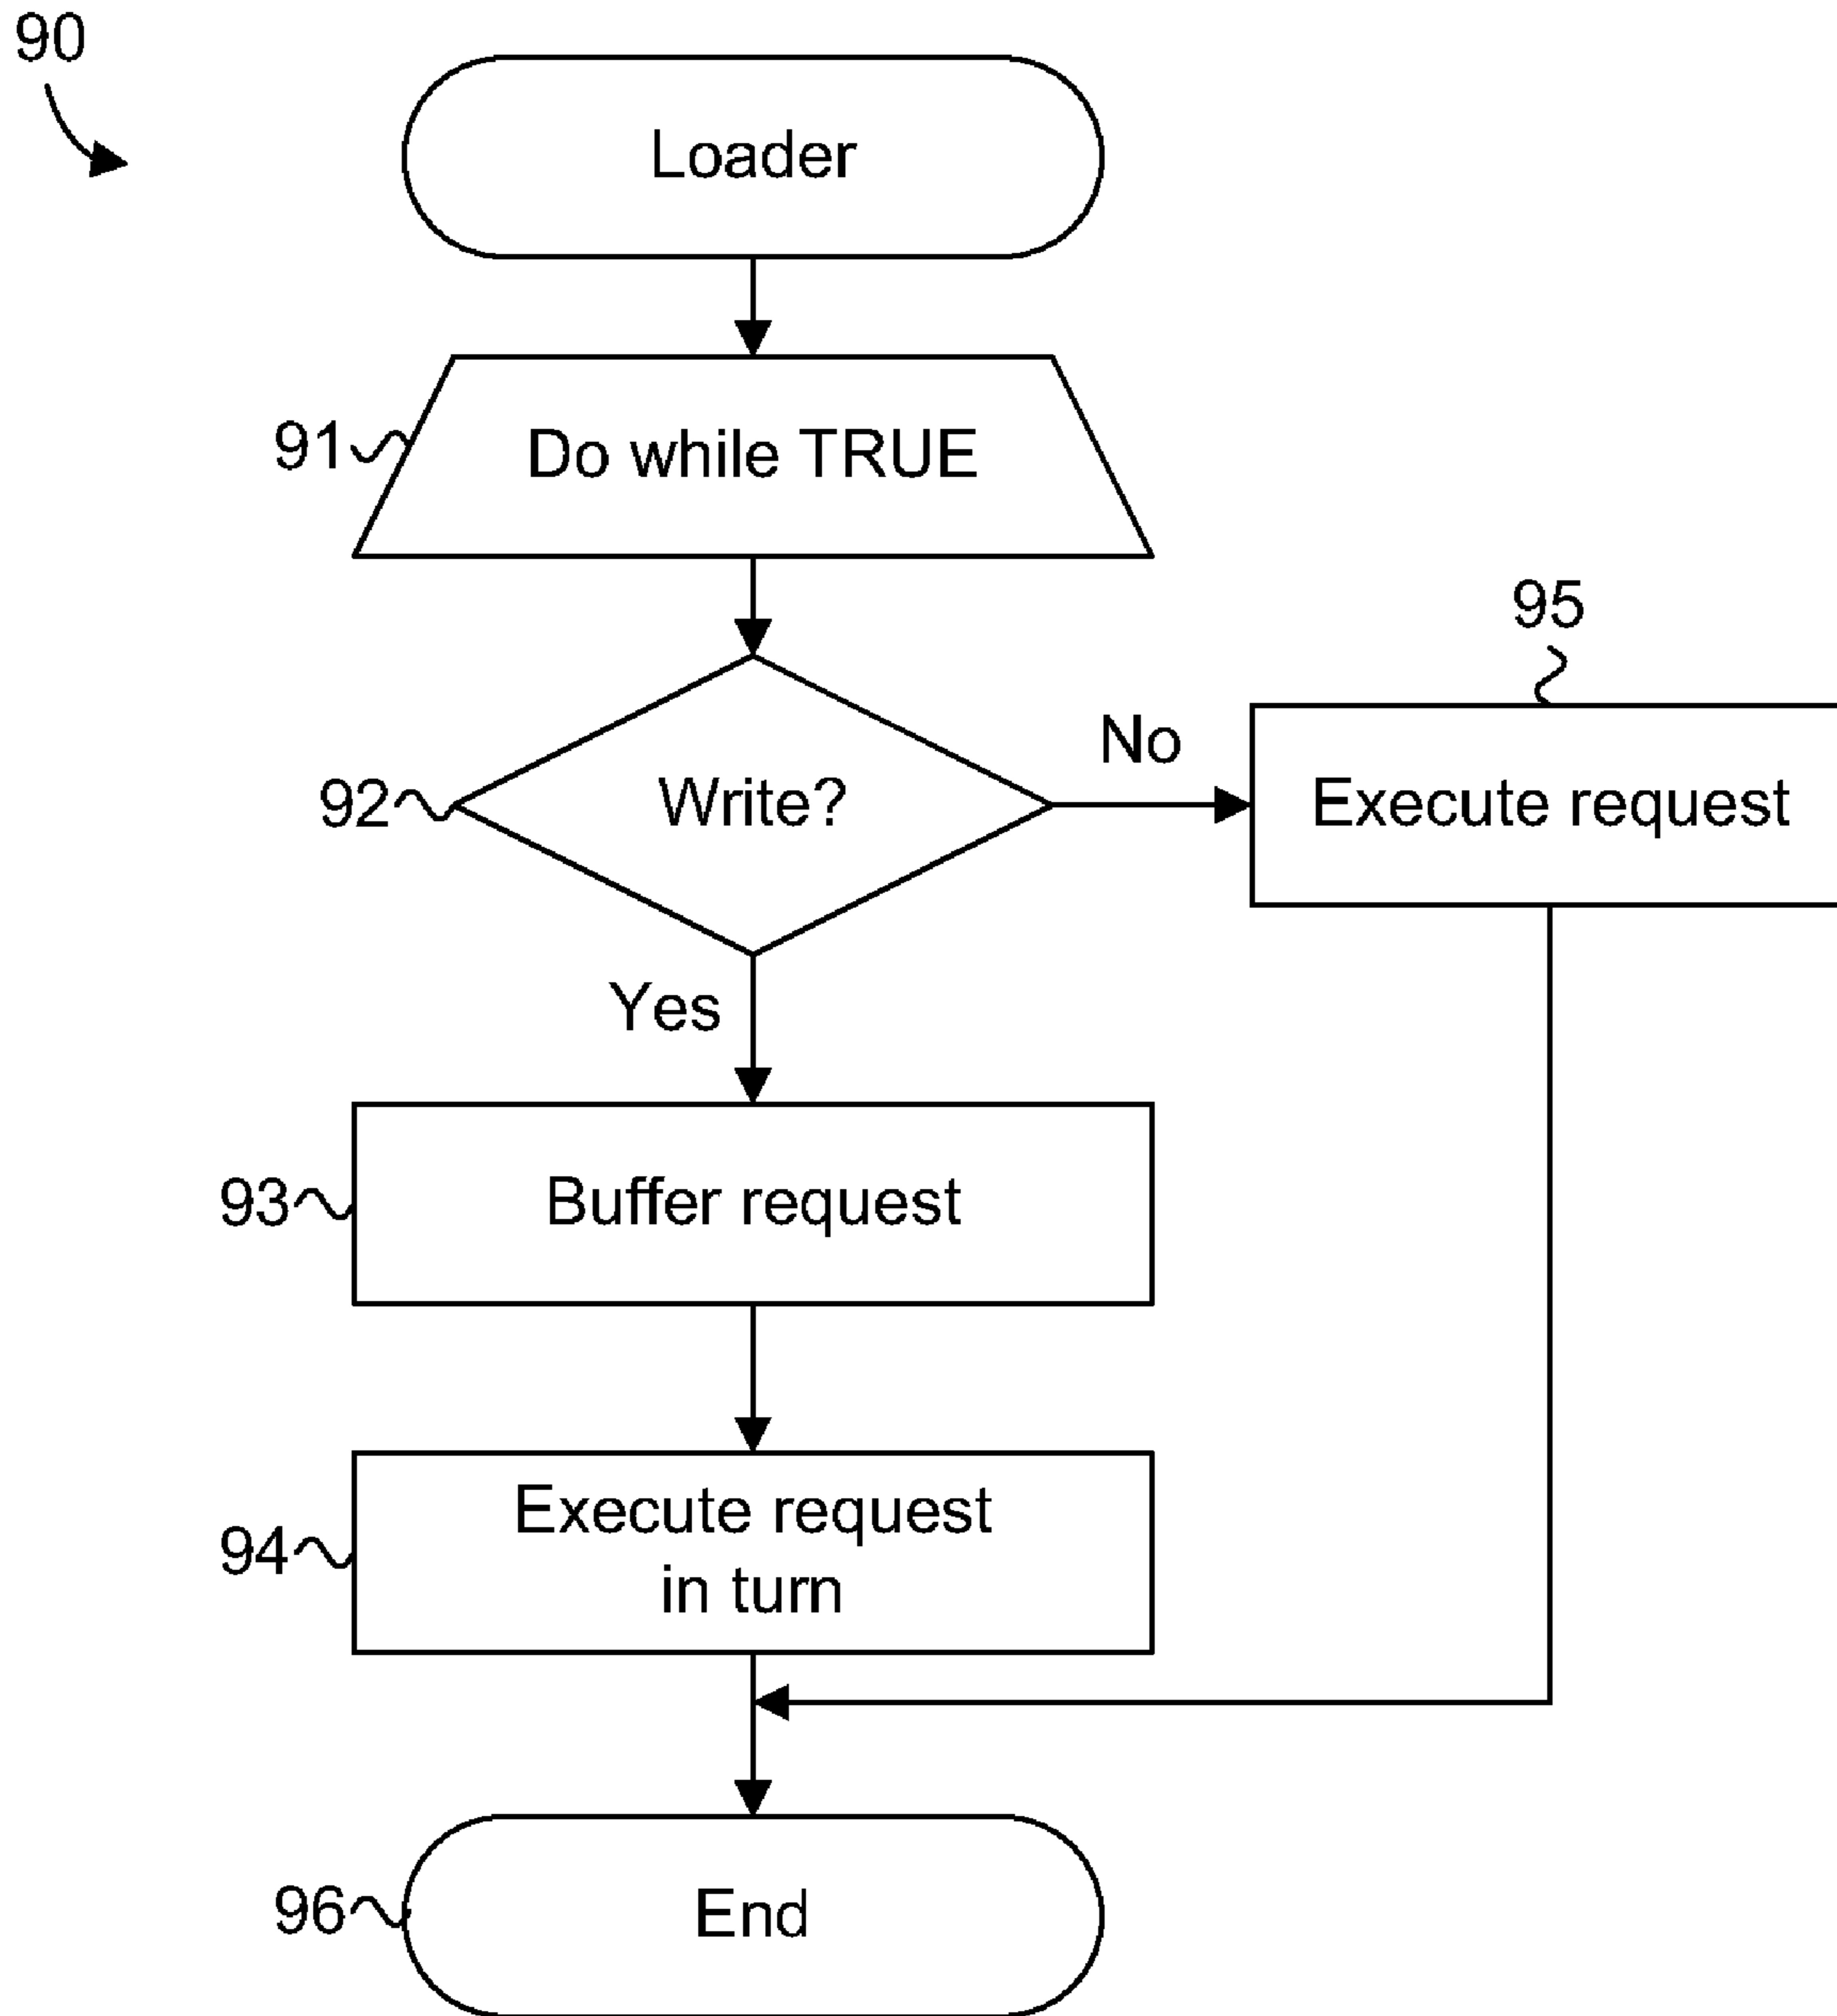 90
Loader
91
Do while TRUE
95
No
92
Write?
Execute request
Yes
93
Buffer request
Execute request
94
in turn
96
End